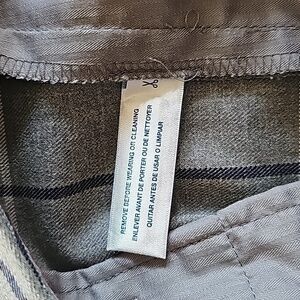 REMOVE BEFORE WEARING OR CLEANING
ENLEVER AVANT DE PORTER OU DE NETTOYER
QUITAR ANTES DE USAR O LIMPIAR